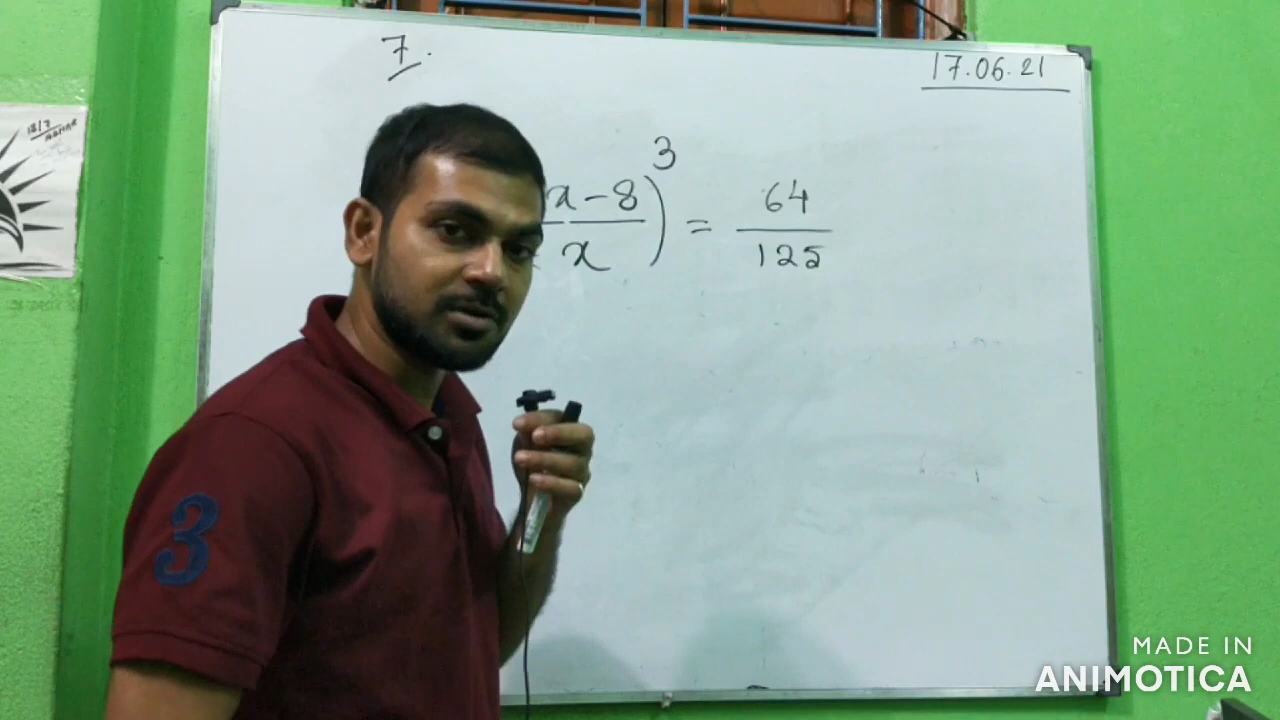 7.
17.06.21
x - 8) 3 = 64
x 125
3
MADE IN
ANIMOTICA